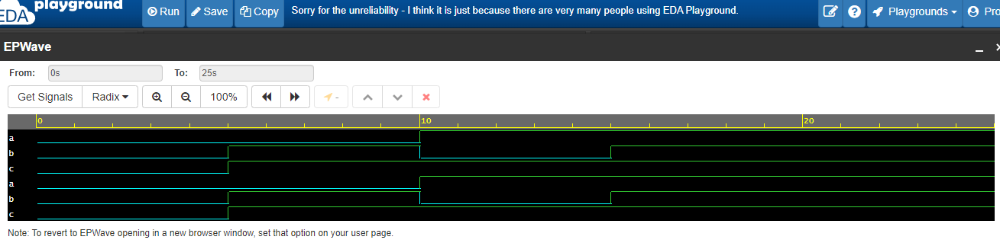 EDA playground
Run Save Copy Sorry for the unreliability - I think it is just because there are very many people using EDA Playground. Playgrounds Pro
EPWave
From: 0s To: 25s
Get Signals Radix 100% -
0 10 20
a
b
c
a
b
c
Note: To revert to EPWave opening in a new browser window, set that option on your user page.